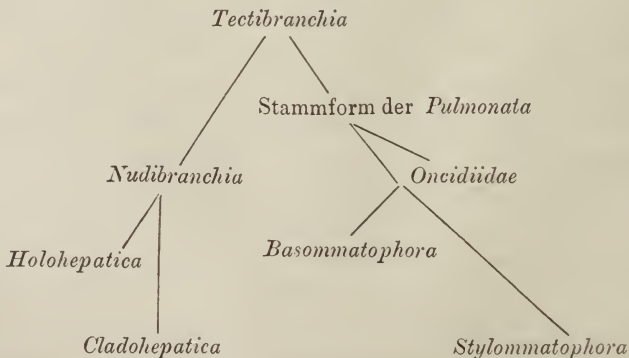 Tectibranchia
Stammform der Pulmonata
Nudibranchia
Oncidiidae
Basommatophora
Holohepatica
Cladohepatica
Stylommatophora